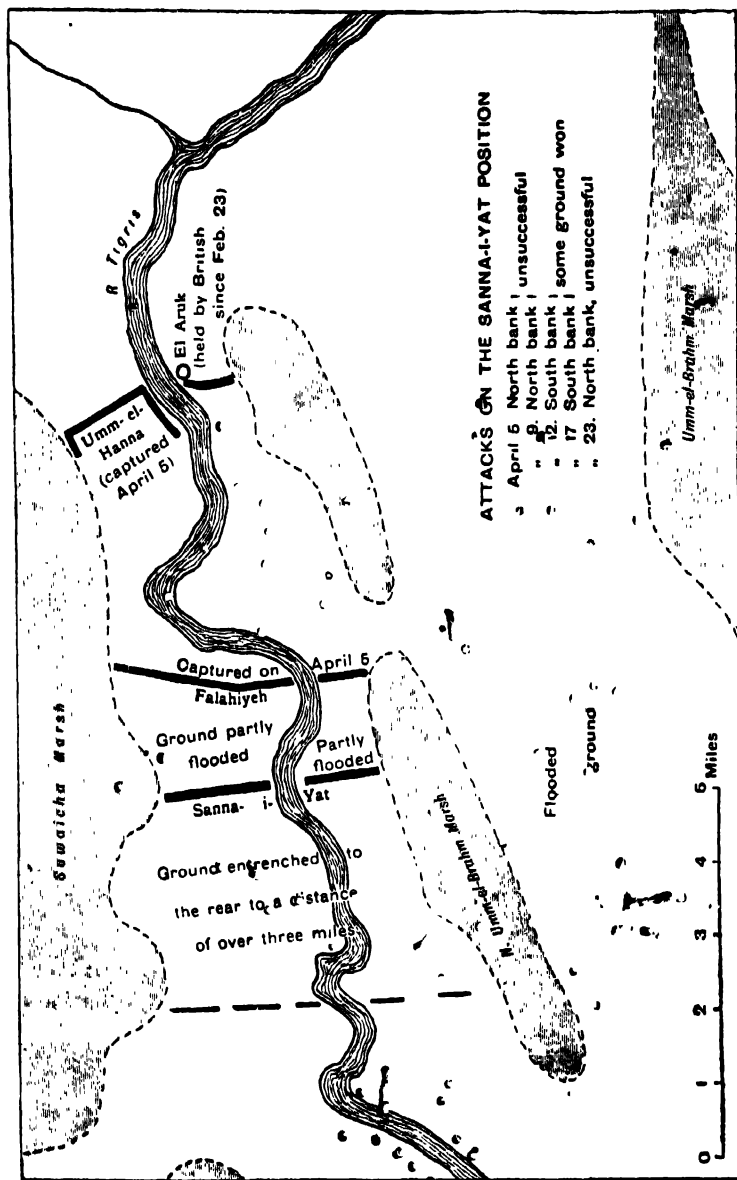 Suwaicha Marsh
R Tigris
Umm-el-
Hanna
(captured
April 5)
El Aruk
(held by British
since Feb. 23)
Captured on April 5
Falahiyeh
Ground partly
flooded
Partly
flooded
Sanna-i-Yat
Ground entrenched to
the rear to a distance
of over three miles
N. Umm-el-Brahm Marsh
Flooded
ground
Umm-el-Brahm Marsh
ATTACKS ON THE SANNA-I-YAT POSITION
April 5 North bank; unsuccessful
„ 9. North bank;
„ 12. South bank; some ground won
„ 17 South bank;
„ 23. North bank, unsuccessful
0 1 2 3 4 5
Miles